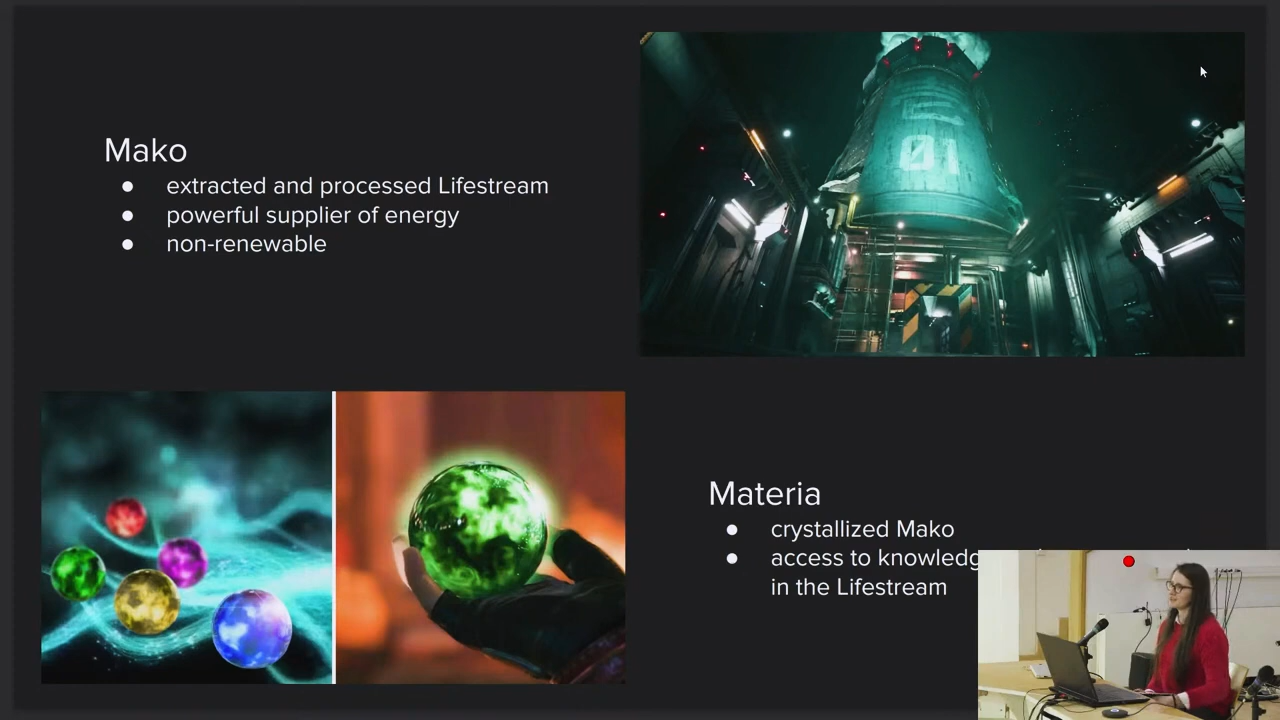 Mako
● extracted and processed Lifestream
● powerful supplier of energy
● non-renewable
01
Materia
● crystallized Mako
● access to knowledg
in the Lifestream